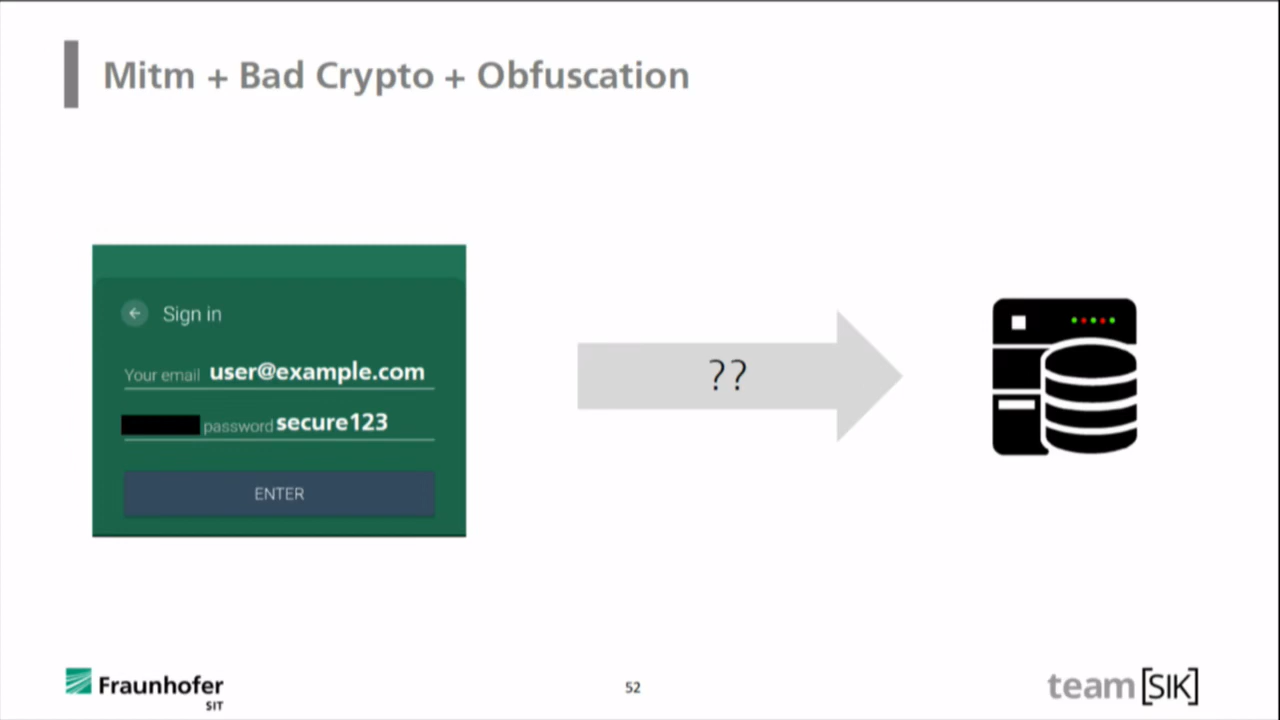 Mitm + Bad Crypto + Obfuscation
Sign in
Your email user@example.com
password secure123
ENTER
??
Fraunhofer
SIT
52
team [SIK]